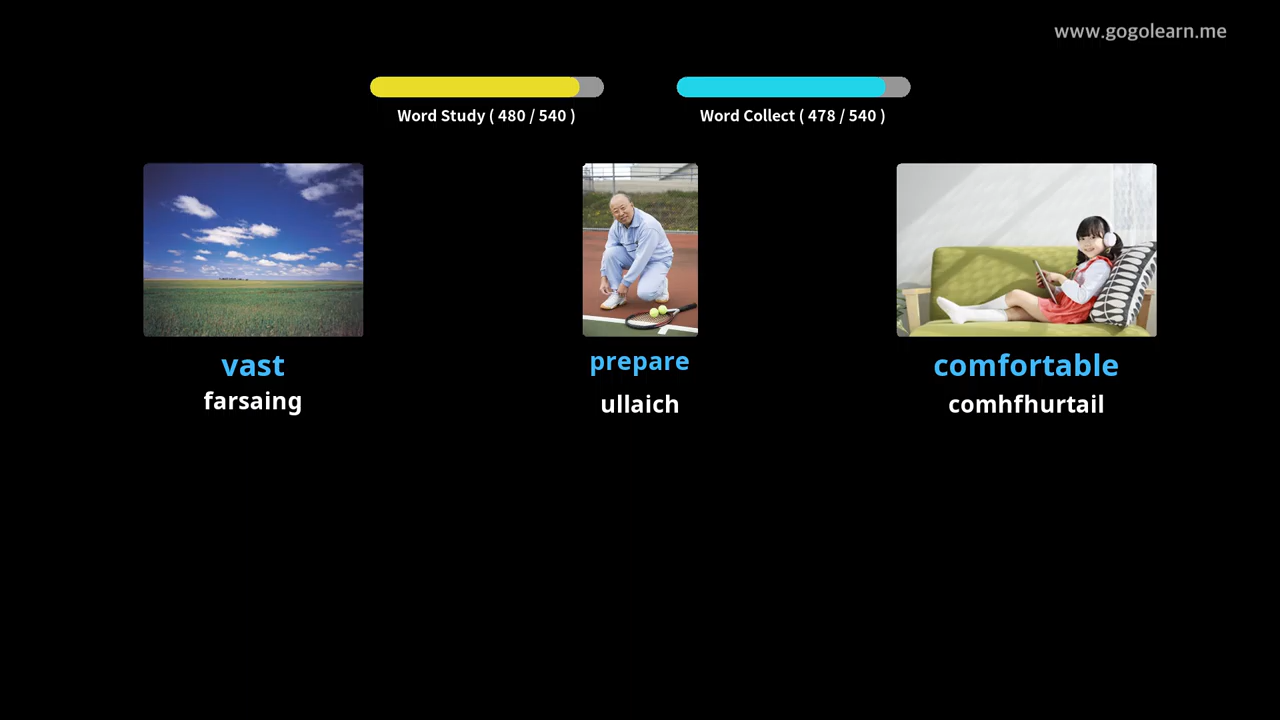 www.gogolearn.me
Word Study ( 480 / 540 )
Word Collect ( 478 / 540 )
vast
farsaing
prepare
ullaich
comfortable
comhfhurtail